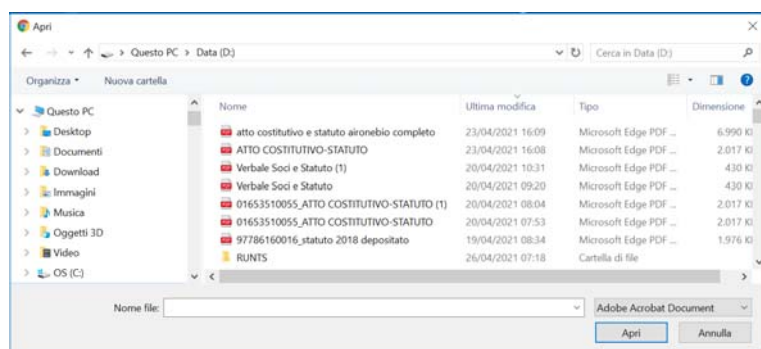 Apri
Questo PC > Data (D:)
Cerca in Data (D:)
Organizza
Nuova cartella
Questo PC
Desktop
Documenti
Download
Immagini
Musica
Oggetti 3D
Video
OS (C:)
Nome Ultima modifica Tipo Dimensione
atto costitutivo e statuto aironebio completo 23/04/2021 16:09 Microsoft Edge PDF ... 6.990 K
ATTO COSTITUTIVO-STATUTO 23/04/2021 16:08 Microsoft Edge PDF ... 2.017 K
Verbale Soci e Statuto (1) 20/04/2021 10:31 Microsoft Edge PDF ... 430 K
Verbale Soci e Statuto 20/04/2021 09:20 Microsoft Edge PDF ... 430 K
01653510055_ATTO COSTITUTIVO-STATUTO (1) 20/04/2021 08:04 Microsoft Edge PDF ... 2.017 K
01653510055_ATTO COSTITUTIVO-STATUTO 20/04/2021 07:53 Microsoft Edge PDF ... 2.017 K
97786160016_statuto 2018 depositato 19/04/2021 08:34 Microsoft Edge PDF ... 1.976 K
RUNTS 26/04/2021 07:18 Cartella di file
Nome file:
Adobe Acrobat Document
Apri
Annulla